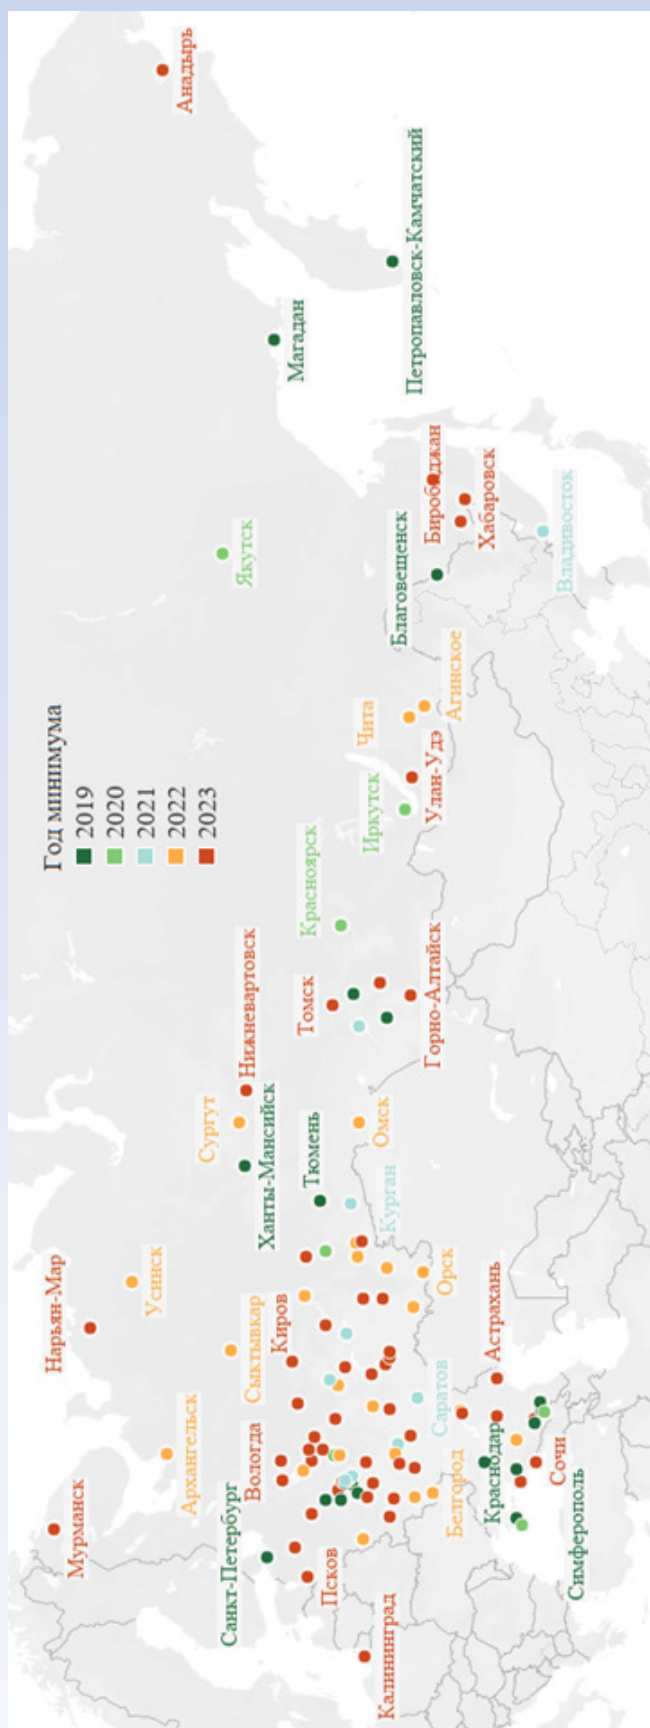 Год минимума
2019
2020
2021
2022
2023
Мурманск
Нарьян-Мар
Анадырь
Усинск
Архангельск
Сыктывкар
Якутск
Магадан
Санкт-Петербург
Вологда
Киров
Ханты-Мансийск
Сургут
Нижневартовск
Псков
Тюмень
Томск
Красноярск
Калининград
Курган
Омск
Иркутск
Чита
Благовещенск
Петропавловск-Камчатский
Белгород
Саратов
Орск
Горно-Алтайск
Улан-Удэ
Агинское
Биробиджан
Хабаровск
Краснодар
Астрахань
Сочи
Симферополь
Владивосток